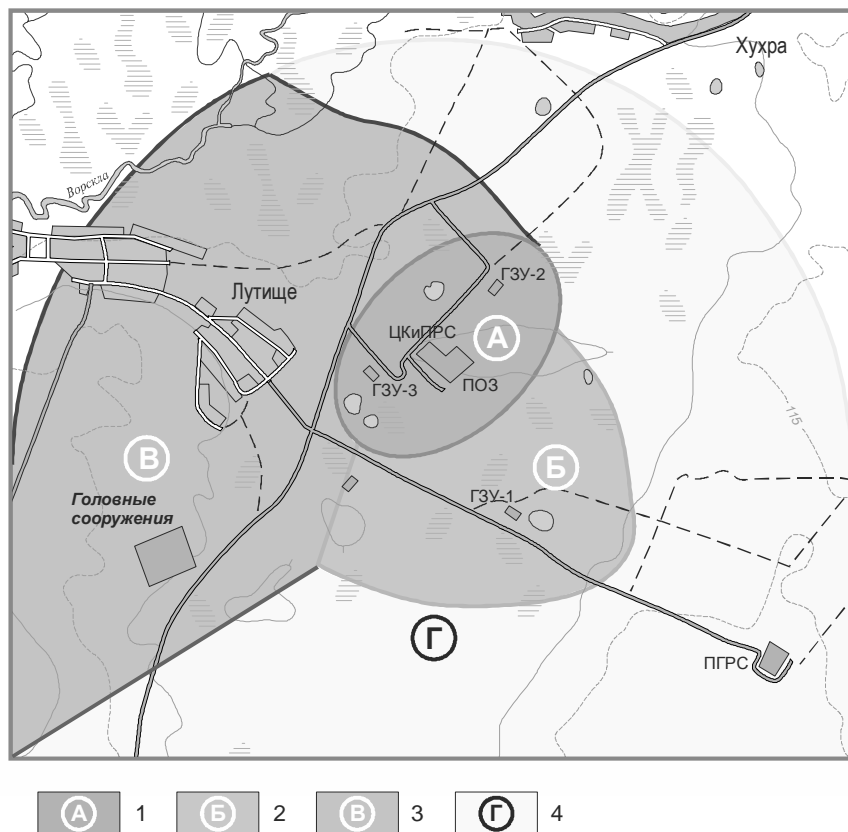 Хухра
Ворскла
ГЗУ-2
Лутище
ЦКиПРС
А
ГЗУ-3
ПОЗ
115
В
Б
Головные
сооружения
ГЗУ-1
Г
ПГРС
А 1 Б 2 В 3 Г 4